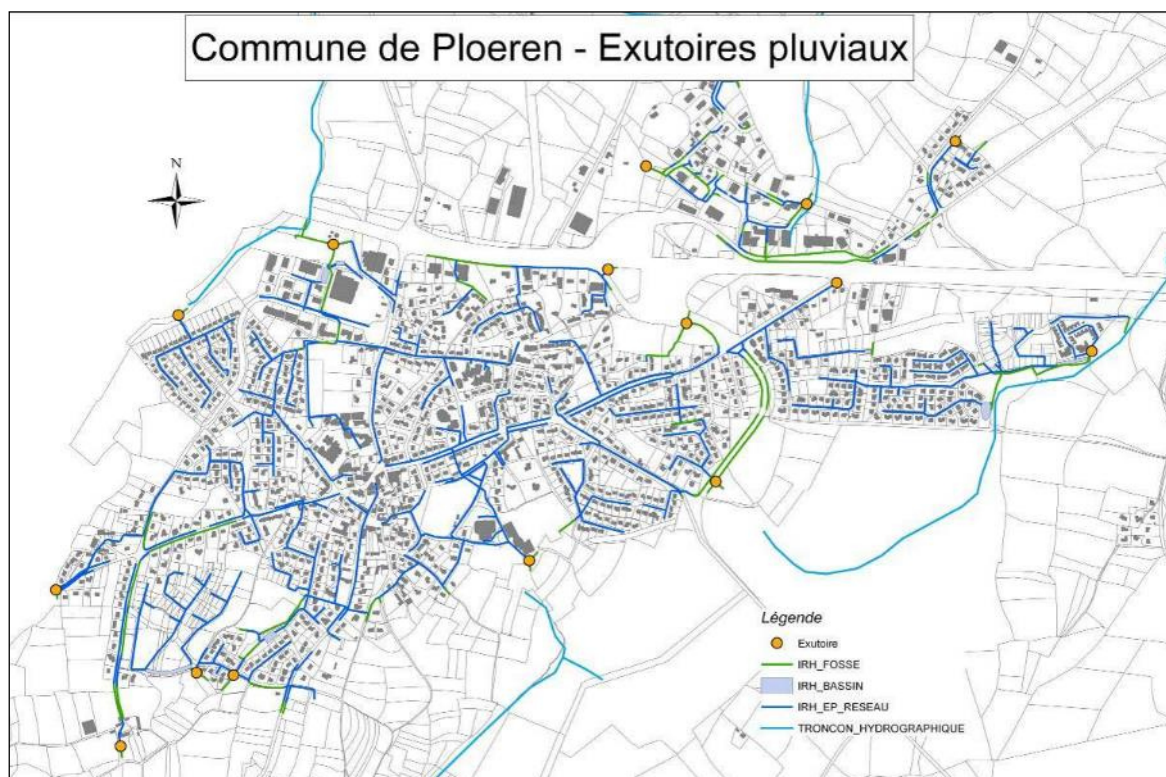 Commune de Ploeren - Exutoires pluviaux
N
Légende
Exutoire
IRH_FOSSE
IRH_BASSIN
IRH_EP_RESEAU
TRONCON_HYDROGRAPHIQUE